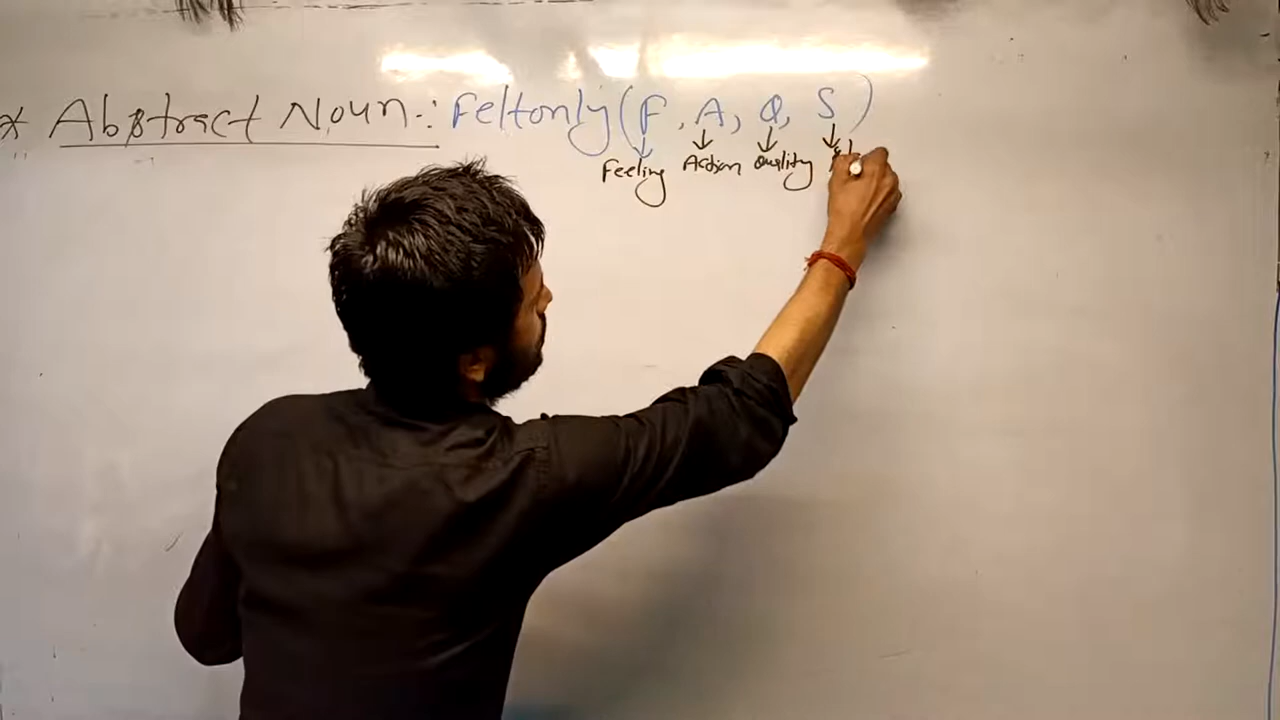 * Abstract Noun : Feltonly (F, A, Q, S)
↓ ↓ ↓ ↓
Feeling Action Quality